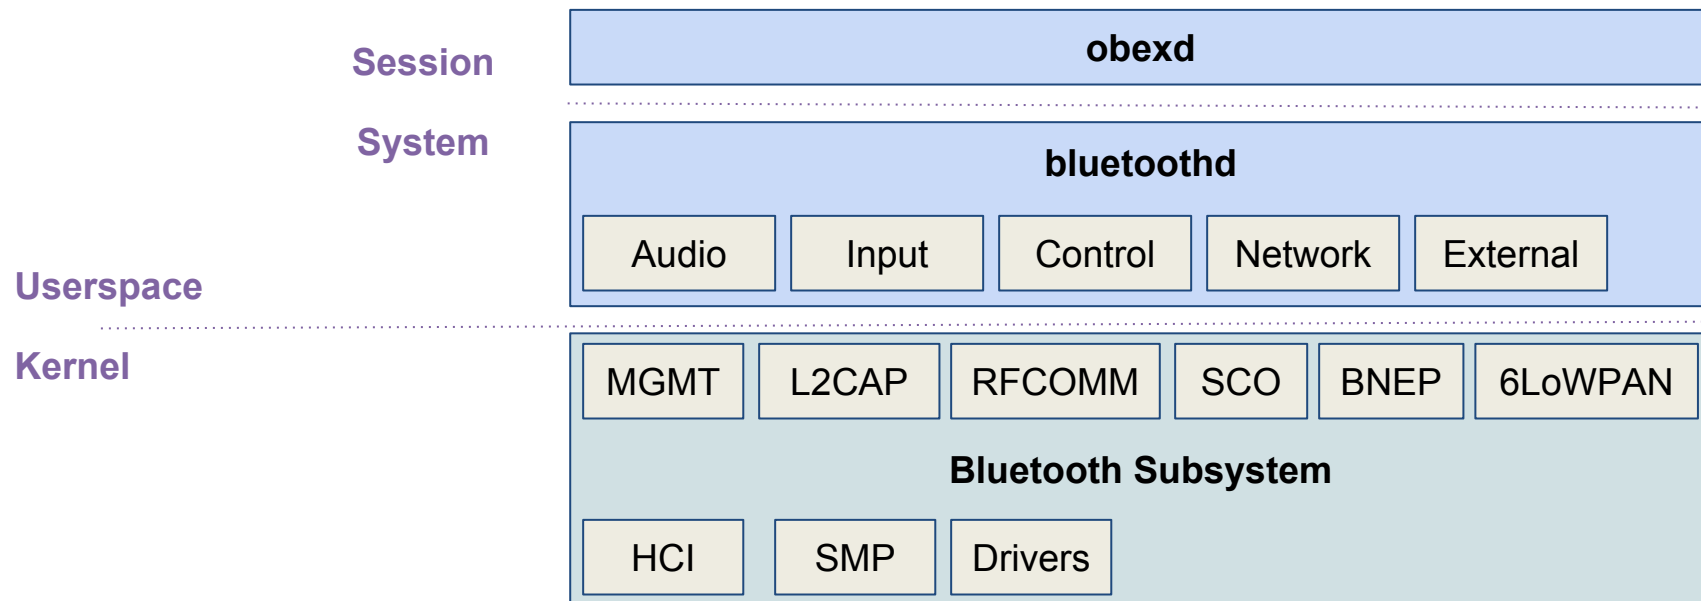 Session
obexd
System
bluetoothd
Audio Input Control Network External
Userspace
Kernel
MGMT L2CAP RFCOMM SCO BNEP 6LoWPAN
Bluetooth Subsystem
HCI SMP Drivers